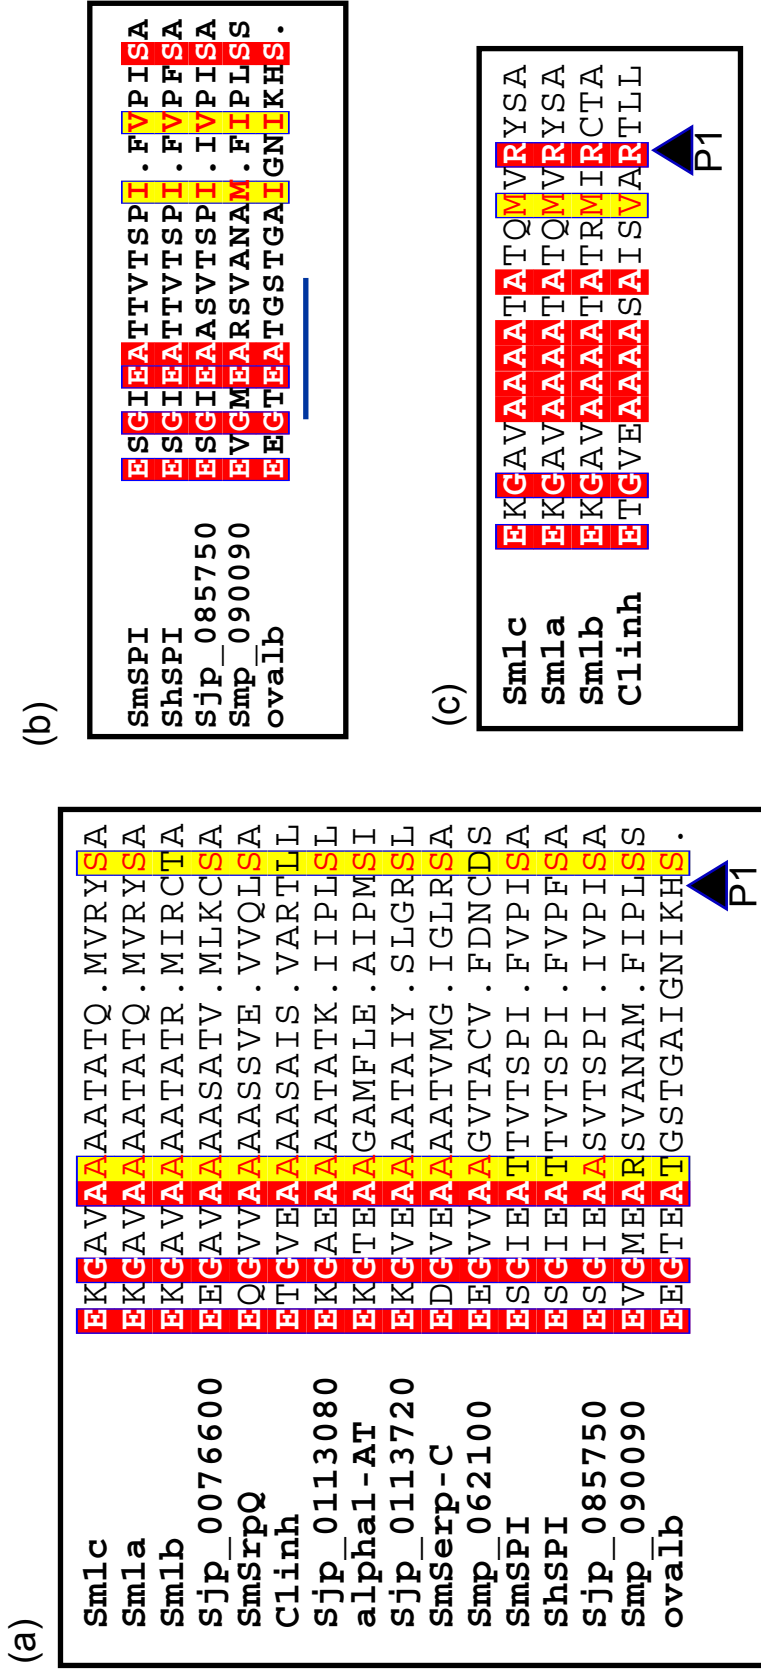 (a)
Sm1c EKGAVAAAATATQ.MVRYSA
Sm1a EKGAVAAAATATQ.MVRYSA
Sm1b EKGAVAAAATATR.MIRCTA
Sjp_0076600 EEGAVAAAASATV.MLKCSA
SmSrpQ EQGVVAAAASSVE.VVQLSA
C1inh ETGVEAAAASAIS.VARTLL
Sjp_0113080 EKGAEAAAATATK.IIPLSL
alpha1-AT EKGTEAAGAMFLE.AIPMSI
Sjp_0113720 EKGVEAAAATAIY.SLGRSL
SmSerp-C EDGVEAAAATVMG.IGLRSA
Smp_062100 EEGVVAAGVTACV.FDNCDS
SmSPI ESGIEATTVTSPI.FVPISA
ShSPI ESGIEATTVTSPI.FVPFSA
Sjp_085750 ESGIEAASVTSPI.IVPISA
Smp_090090 EVGMEARSVANAM.FIPLSS
ovalb EEGTEATGSTGAIGNIKHS.
P1
(b)
SmSPI ESGIEATTVTSPI.FVPISA
ShSPI ESGIEATTVTSPI.FVPFSA
Sjp_085750 ESGIEAASVTSPI.IVPISA
Smp_090090 EVGMEARSVANAM.FIPLSS
ovalb EEGTEATGSTGAIGNIKHS.
(c)
Sm1c EKGAVAAAATATQMVRYSA
Sm1a EKGAVAAAATATQMVRYSA
Sm1b EKGAVAAAATATRMIRCTA
C1inh ETGVEAAAASAISVARTLL
P1